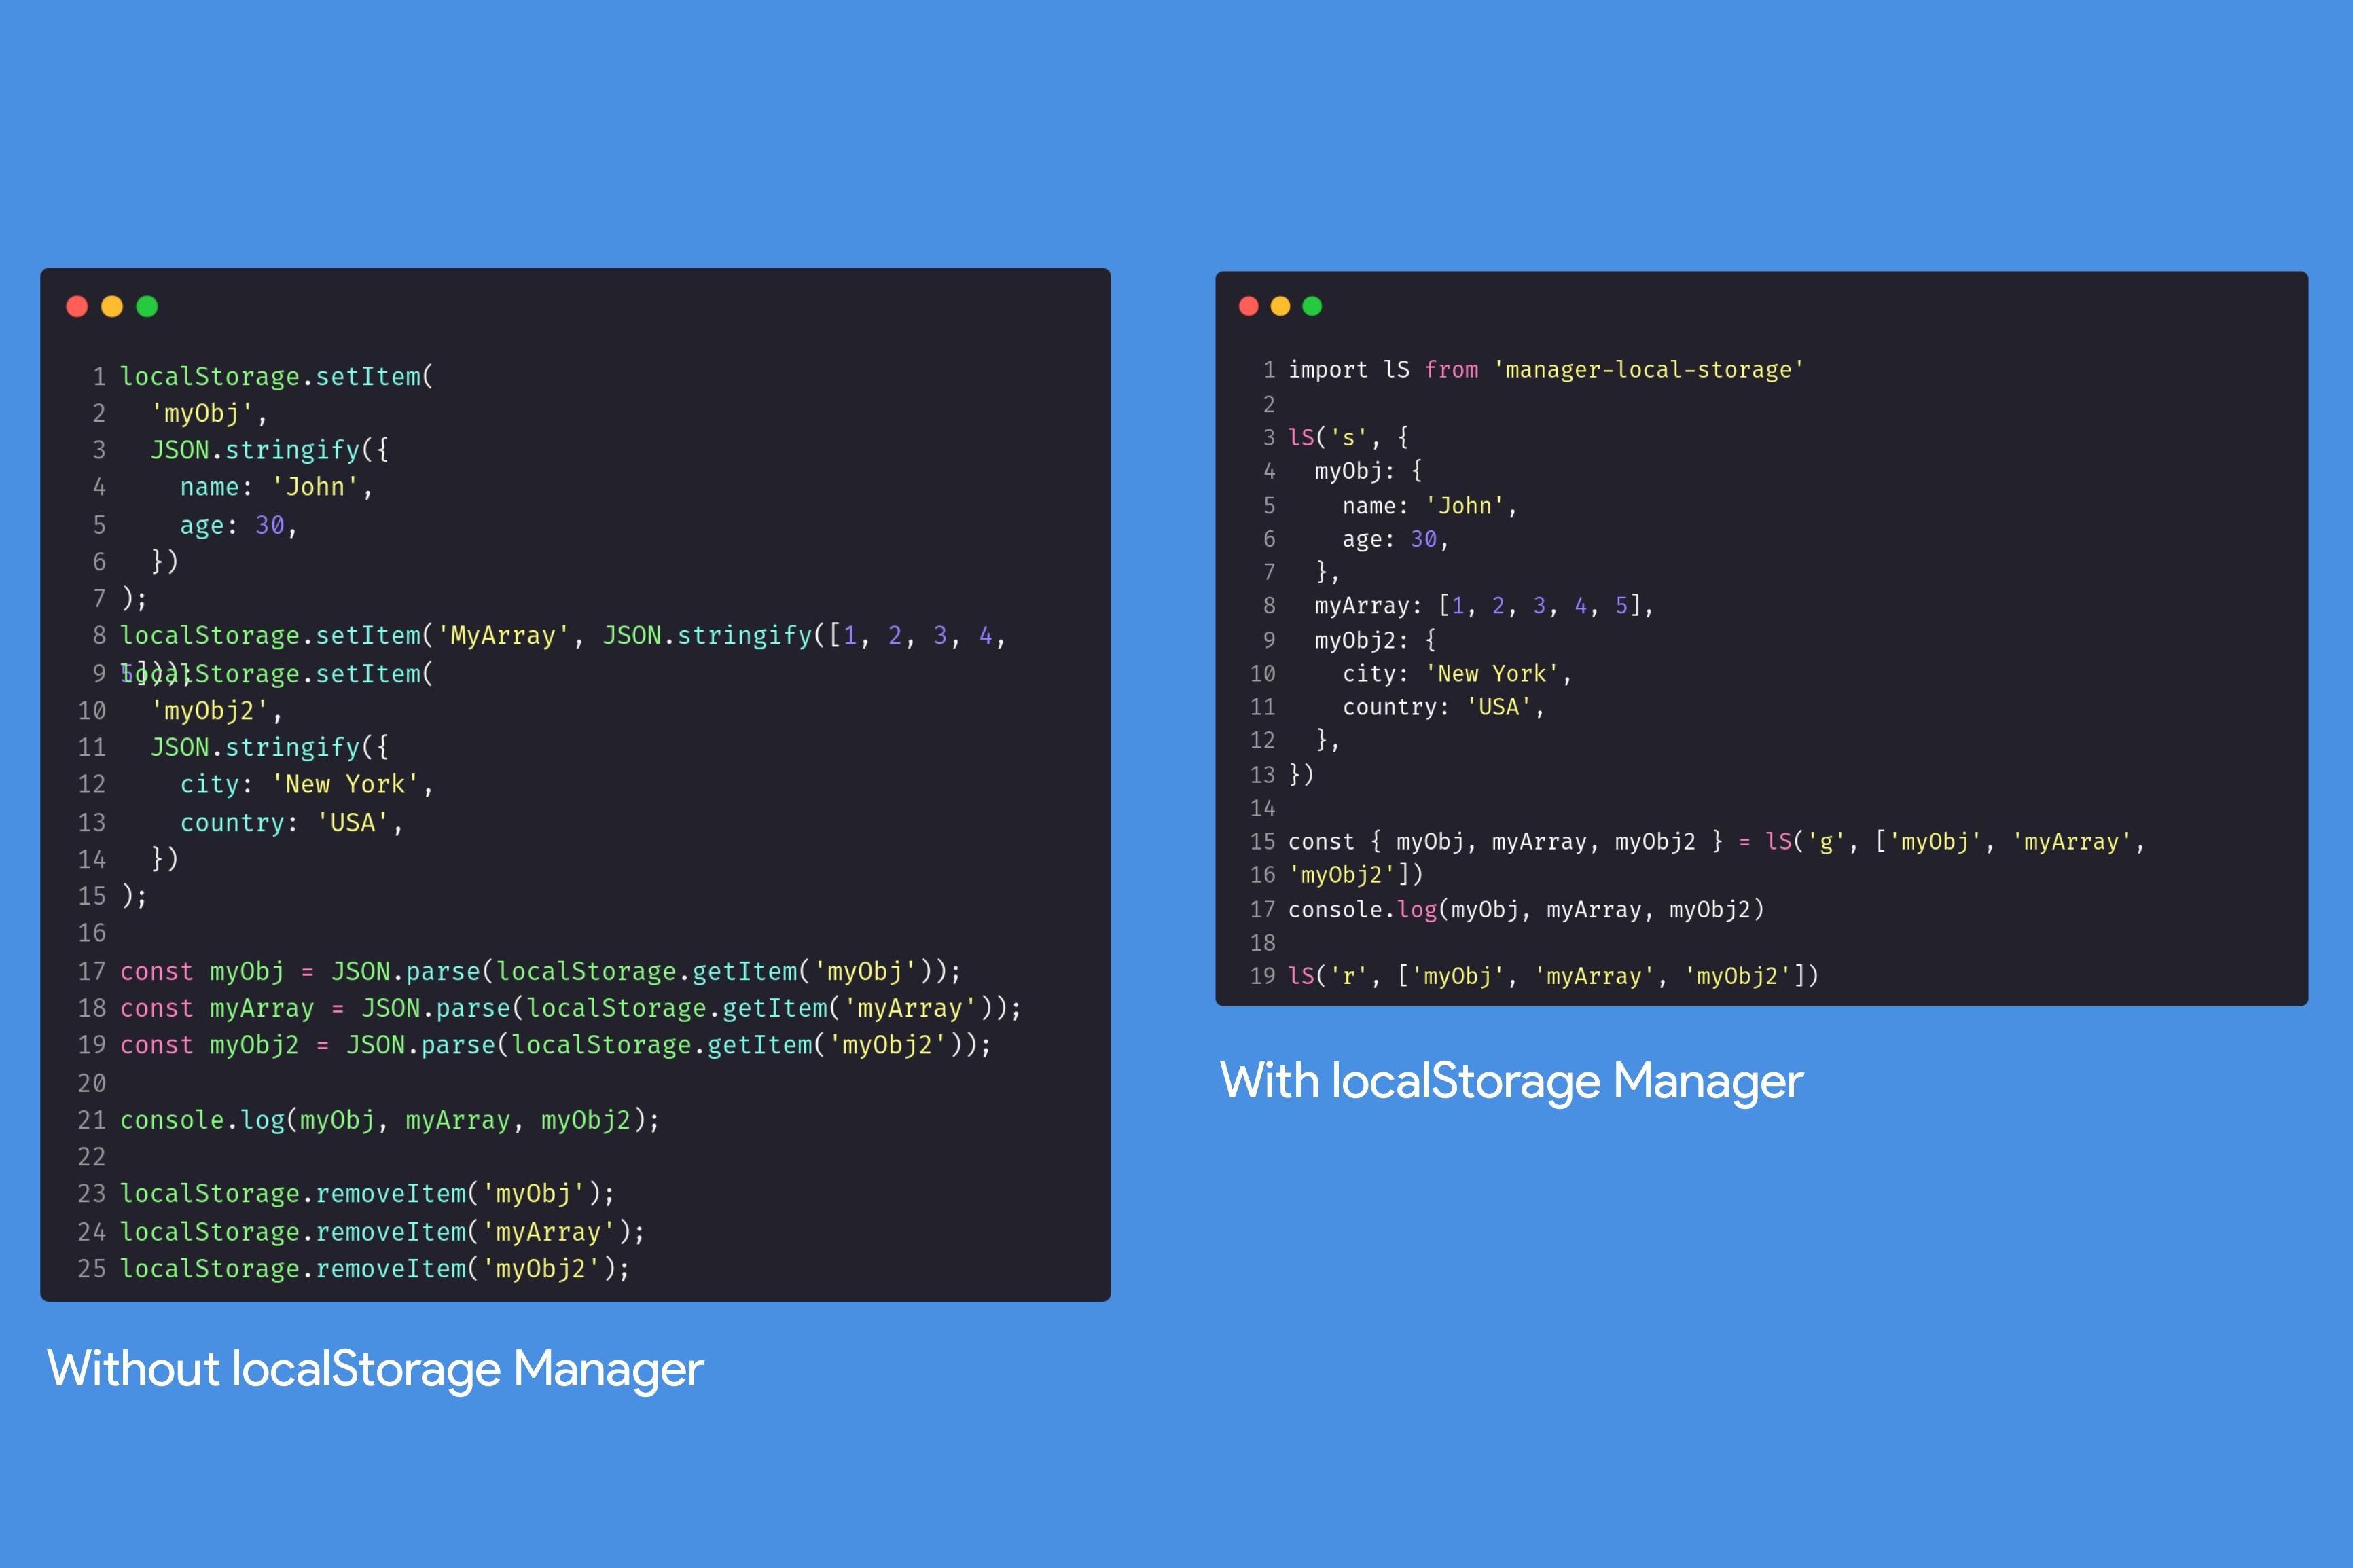 1 localStorage.setItem(
2   'myObj',
3   JSON.stringify({
4     name: 'John',
5     age: 30,
6   })
7 );
8 localStorage.setItem('MyArray', JSON.stringify([1, 2, 3, 4,
5]));
9 localStorage.setItem(
10   'myObj2',
11   JSON.stringify({
12     city: 'New York',
13     country: 'USA',
14   })
15 );
16
17 const myObj = JSON.parse(localStorage.getItem('myObj'));
18 const myArray = JSON.parse(localStorage.getItem('myArray'));
19 const myObj2 = JSON.parse(localStorage.getItem('myObj2'));
20
21 console.log(myObj, myArray, myObj2);
22
23 localStorage.removeItem('myObj');
24 localStorage.removeItem('myArray');
25 localStorage.removeItem('myObj2');
Without localStorage Manager
1 import lS from 'manager-local-storage'
2
3 lS('s', {
4   myObj: {
5     name: 'John',
6     age: 30,
7   },
8   myArray: [1, 2, 3, 4, 5],
9   myObj2: {
10     city: 'New York',
11     country: 'USA',
12   },
13 })
14
15 const { myObj, myArray, myObj2 } = lS('g', ['myObj', 'myArray',
16 'myObj2'])
17 console.log(myObj, myArray, myObj2)
18
19 lS('r', ['myObj', 'myArray', 'myObj2'])
With localStorage Manager